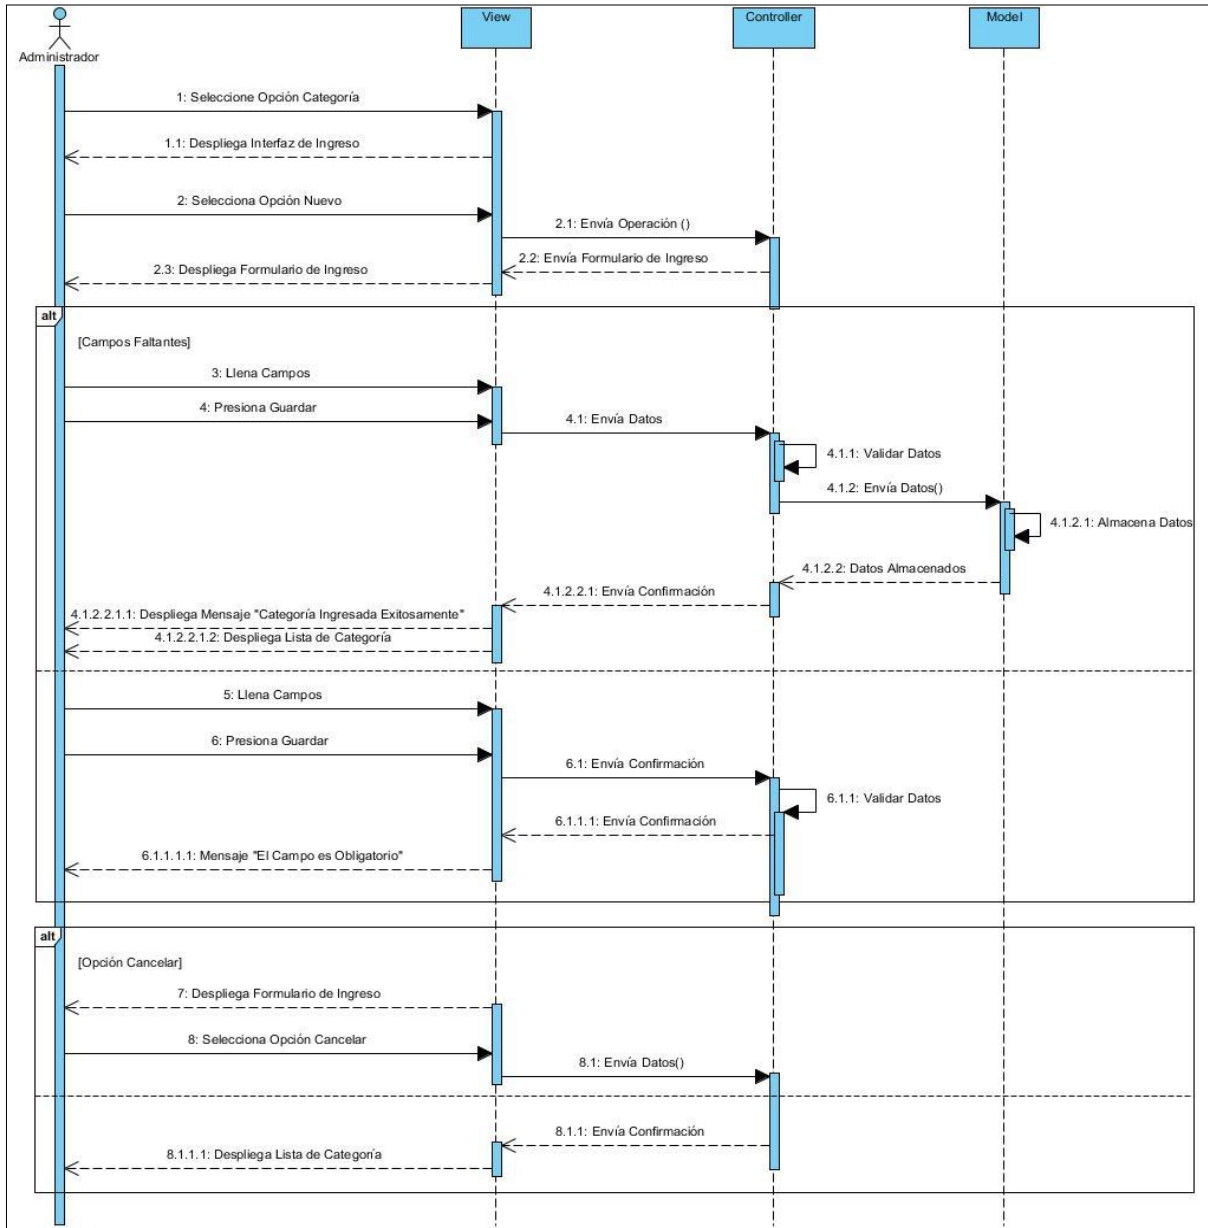 View
Controller
Model
Administrador
1: Seleccione Opción Categoría
1.1: Despliega Interfaz de Ingreso
2: Selecciona Opción Nuevo
2.1: Envía Operación ()
2.2: Envía Formulario de Ingreso
2.3: Despliega Formulario de Ingreso
alt
[Campos Faltantes]
3: Llena Campos
4: Presiona Guardar
4.1: Envía Datos
4.1.1: Validar Datos
4.1.2: Envía Datos()
4.1.2.1: Almacena Datos
4.1.2.2: Datos Almacenados
4.1.2.2.1: Envía Confirmación
4.1.2.2.1.1: Despliega Mensaje "Categoría Ingresada Exitosamente"
4.1.2.2.1.2: Despliega Lista de Categoría
5: Llena Campos
6: Presiona Guardar
6.1: Envía Confirmación
6.1.1: Validar Datos
6.1.1.1: Envía Confirmación
6.1.1.1.1: Mensaje "El Campo es Obligatorio"
alt
[Opción Cancelar]
7: Despliega Formulario de Ingreso
8: Selecciona Opción Cancelar
8.1: Envía Datos()
8.1.1: Envía Confirmación
8.1.1.1: Despliega Lista de Categoría